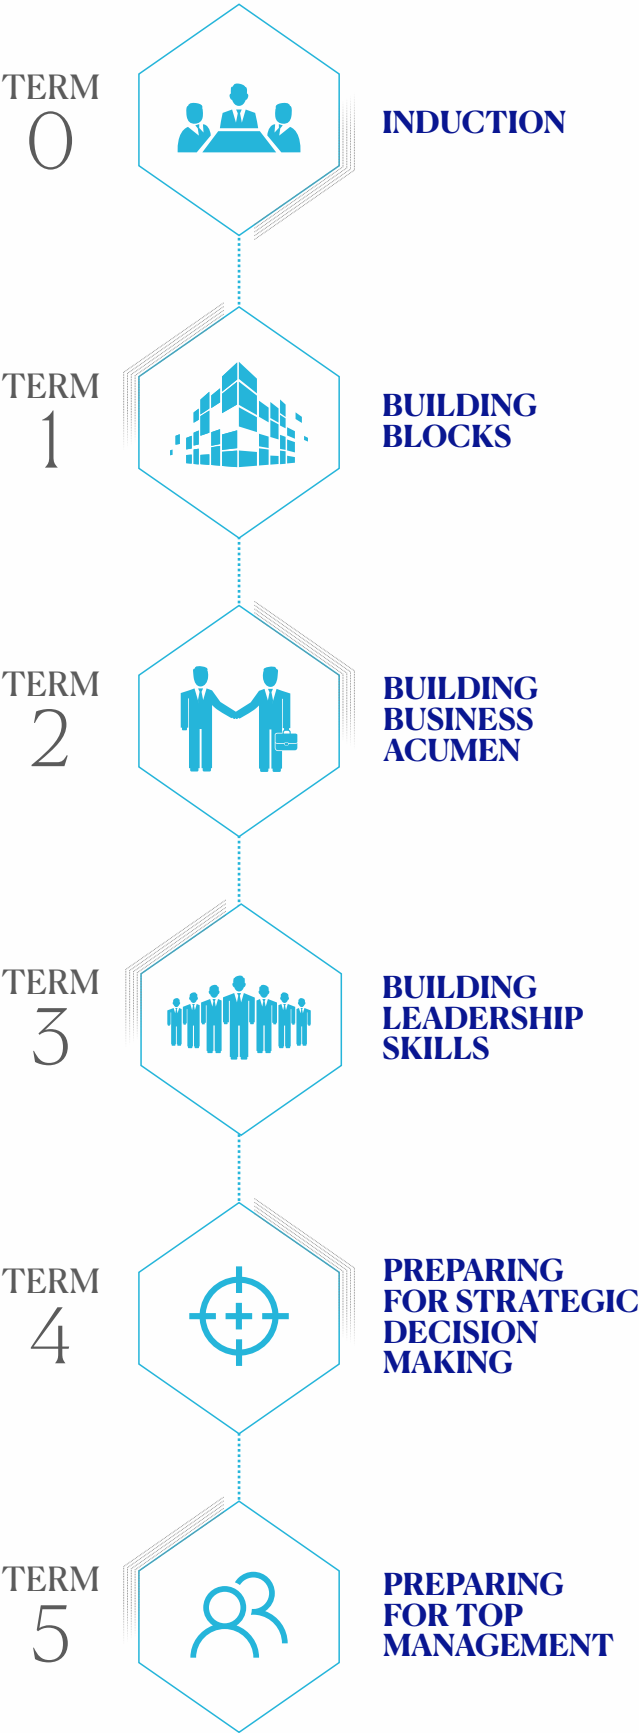 TERM
0
INDUCTION
TERM
1
BUILDING
BLOCKS
TERM
2
BUILDING
BUSINESS
ACUMEN
TERM
3
BUILDING
LEADERSHIP
SKILLS
TERM
4
PREPARING
FOR STRATEGIC
DECISION
MAKING
TERM
5
PREPARING
FOR TOP
MANAGEMENT